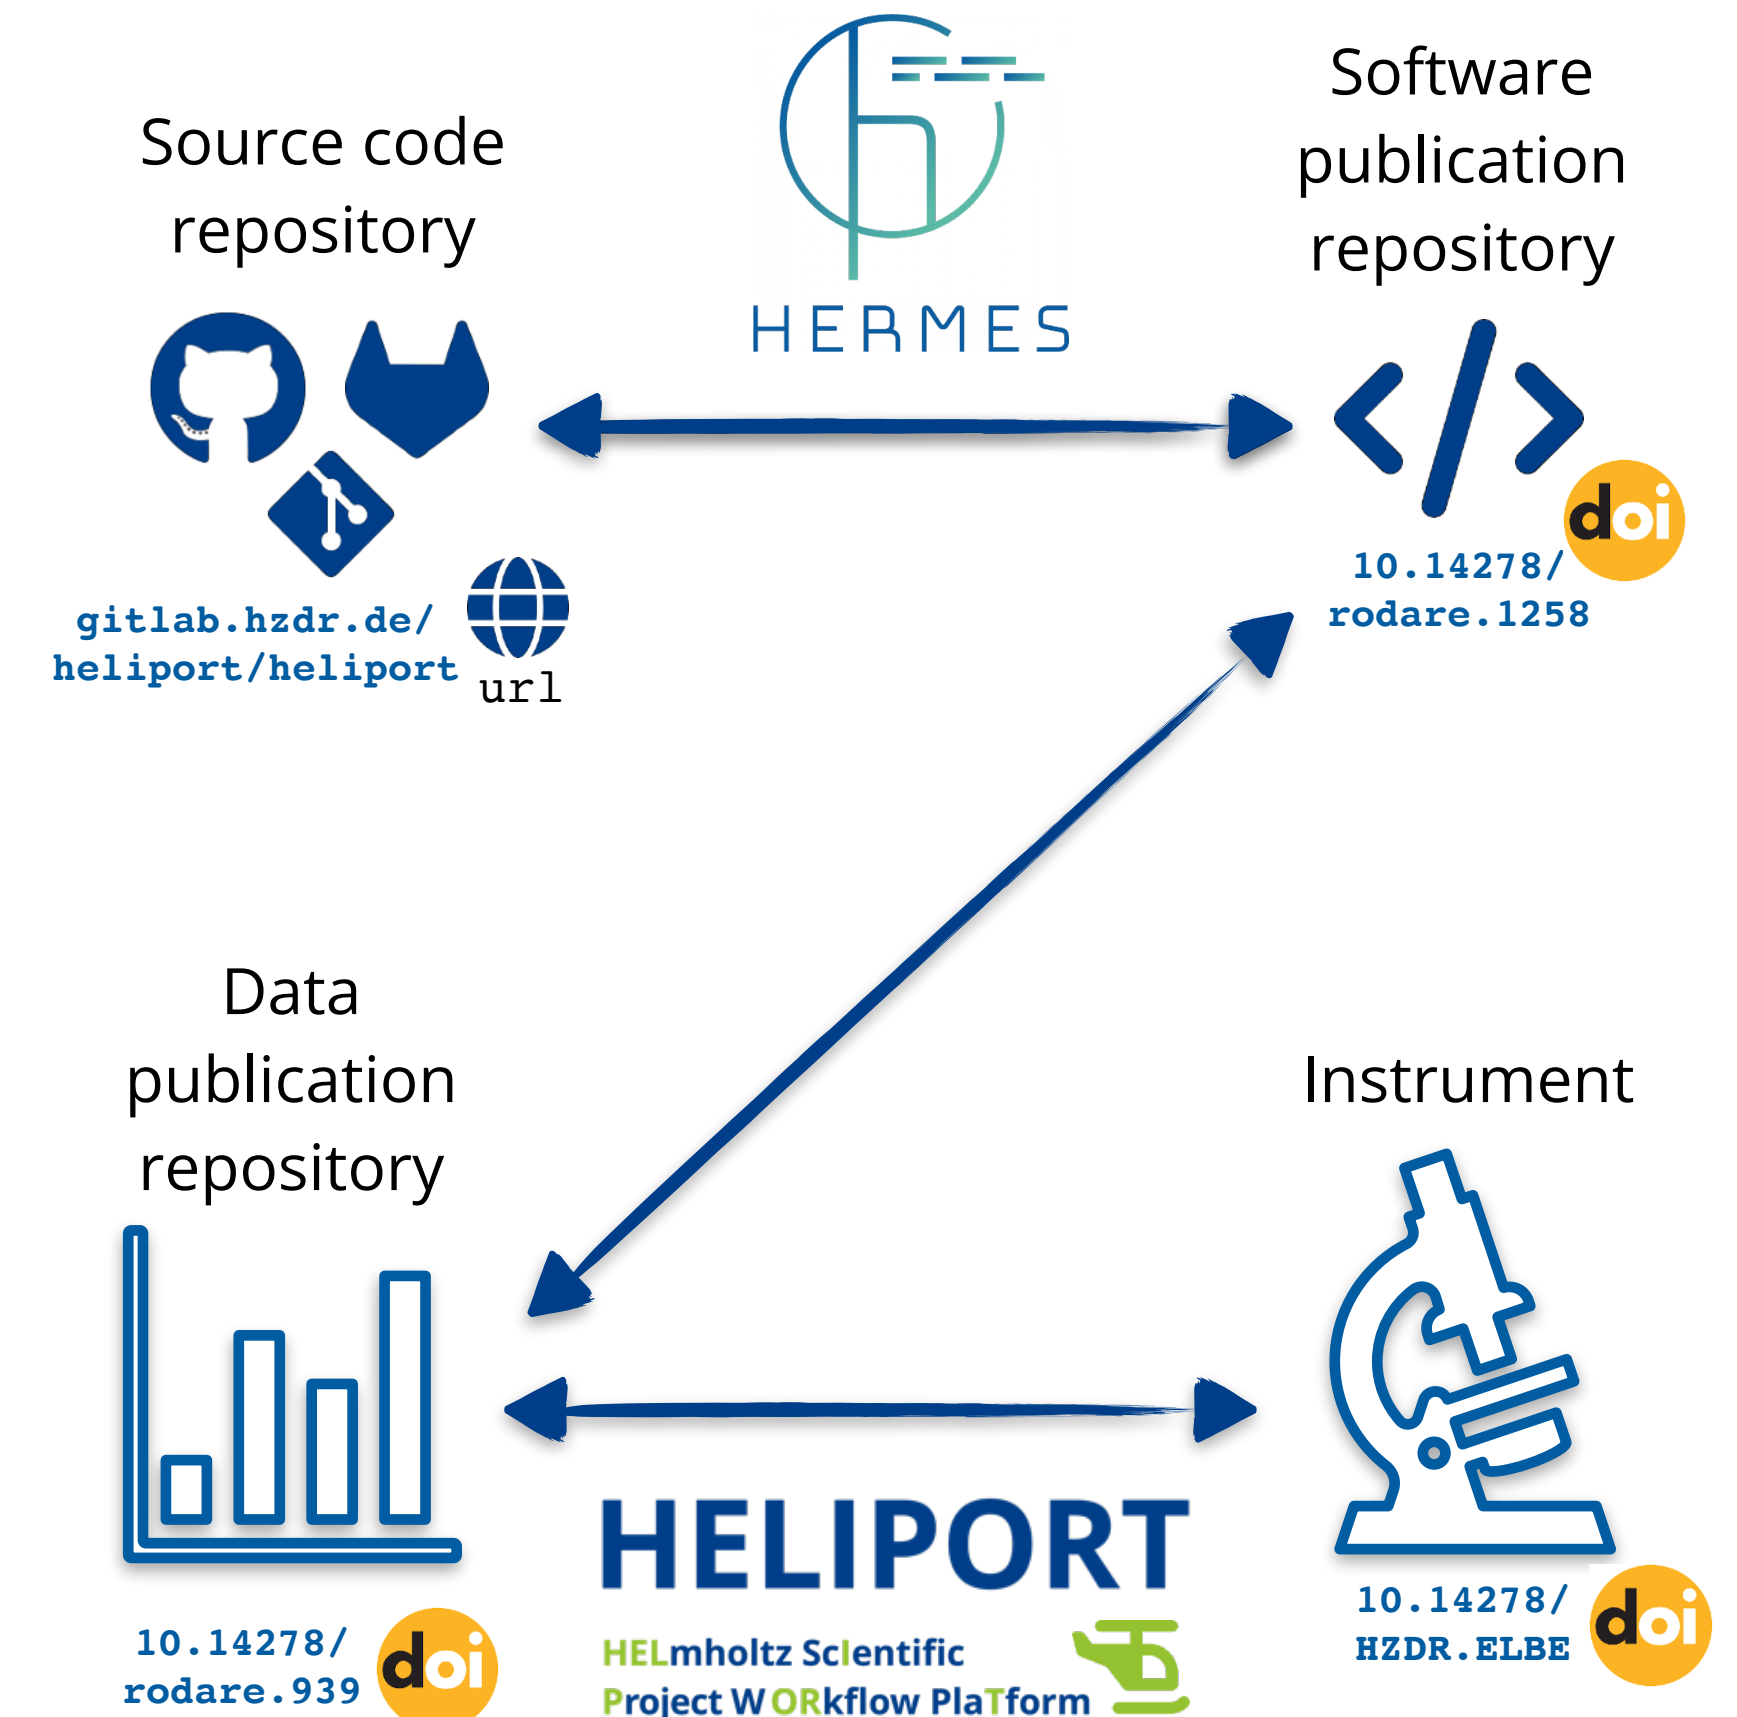 Source code
repository
HERMES
Software
publication
repository
doi
10.14278/
rodare.1258
gitlab.hzdr.de/
heliport/heliport
url
Data
publication
repository
Instrument
HELIPORT
HELmholtz ScIentific
Project WORkflow PlaTform
10.14278/
rodare.939
doi
10.14278/
HZDR.ELBE
doi